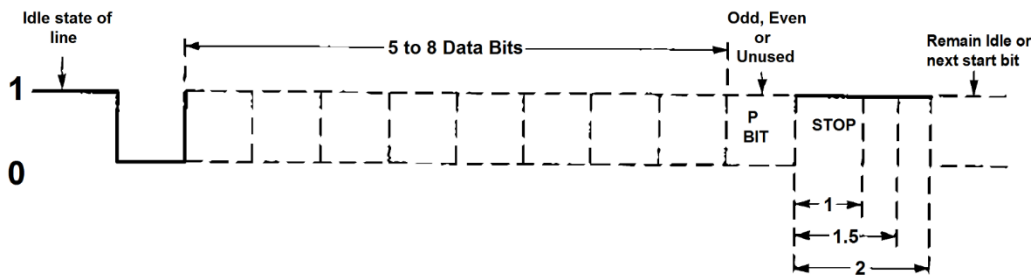 Idle state of
line
5 to 8 Data Bits
Odd, Even
or
Unused
Remain Idle or
next start bit
1
0
P
BIT
STOP
1
1.5
2